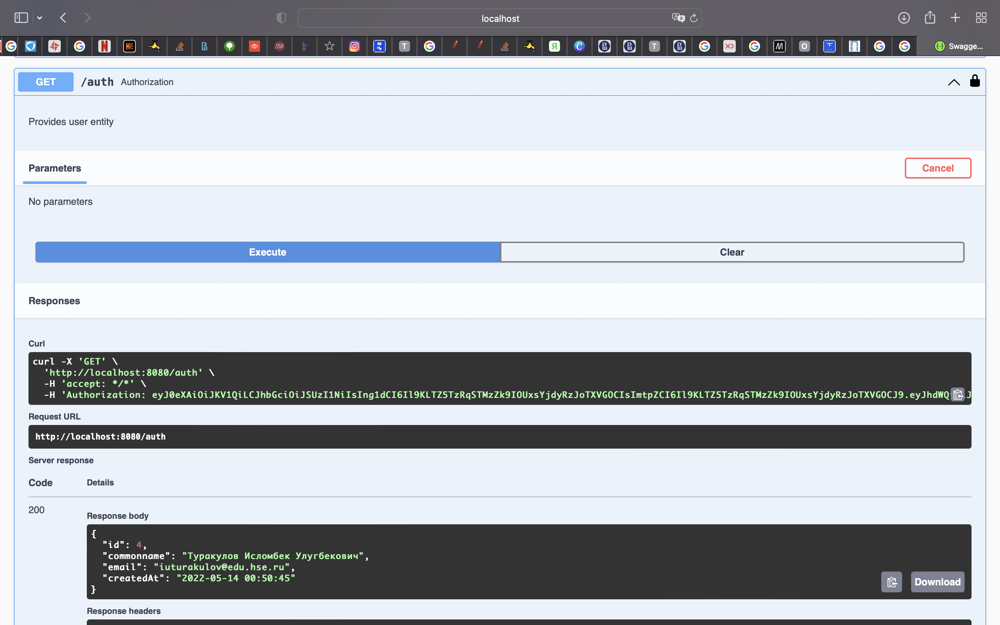 localhost
Swagge...
GET /auth Authorization
Provides user entity
Parameters
Cancel
No parameters
Execute
Clear
Responses
Curl
curl -X 'GET' \
'http://localhost:8080/auth' \
-H 'accept: */*' \
-H 'Authorization: eyJ0eXAiOiJKV1QiLCJhbGciOiJSUzI1NiIsIng1dCI6Il9KLTZ5TzRqSTMzZk9IOUxsYjdyRzJoTXVGOCIsImtpZCI6Il9KLTZ5TzRqSTMzZk9IOUxsYjdyRzJoTXVGOCJ9.eyJhdWQ
Request URL
http://localhost:8080/auth
Server response
Code Details
200
Response body
{
"id": 4,
"commonname": "Туракулов Исломбек Улугбекович",
"email": "iuturakulov@edu.hse.ru",
"createdAt": "2022-05-14 00:50:45"
}
Download
Response headers